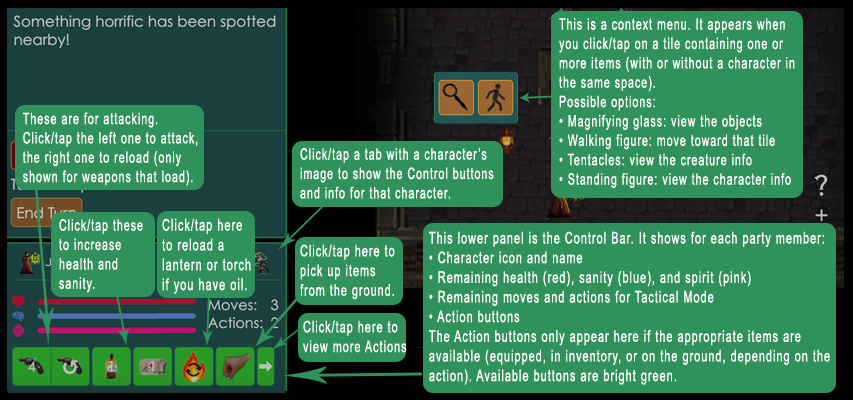 Something horrific has been spotted
nearby!
These are for attacking.
Click/tap the left one to attack,
the right one to reload (only
shown for weapons that load).
End Turn
Click/tap these
to increase
health and
sanity.
Click/tap here
to reload a
lantern or torch
if you have oil.
Click/tap a tab with a character's
image to show the Control buttons
and info for that character.
Click/tap here to
pick up items
from the ground.
Click/tap here to
view more Actions
Moves: 3
Actions: 2
4
This is a context menu. It appears when
you click/tap on a tile containing one or
more items (with or without a character in
the same space).
Possible options:
• Magnifying glass: view the objects
• Walking figure: move toward that tile
• Tentacles: view the creature info
• Standing figure: view the character info
?
+
This lower panel is the Control Bar. It shows for each party member:
• Character icon and name
• Remaining health (red), sanity (blue), and spirit (pink)
• Remaining moves and actions for Tactical Mode
• Action buttons
The Action buttons only appear here if the appropriate items are
available (equipped, in inventory, or on the ground, depending on the
action). Available buttons are bright green.